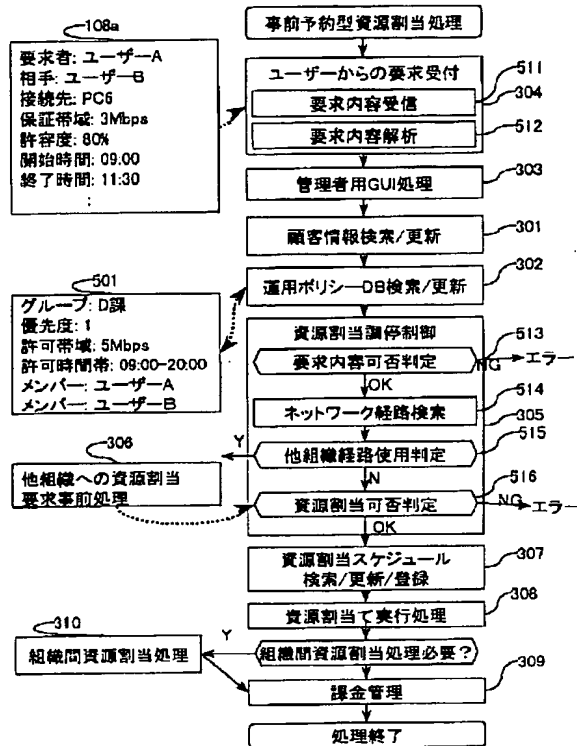 事前予約型資源割当処理
108a
要求者: ユーザーA
相手: ユーザーB
接続先: PC6
保証帯域: 3Mbps
許容度: 80%
開始時間: 09:00
終了時間: 11:30
:
ユーザーからの要求受付
511
304
要求内容受信
要求内容解析
512
管理者用GUI処理
303
顧客情報検索/更新
301
運用ポリシーDB検索/更新
302
501
グループ: D課
優先度: 1
許可帯域: 5Mbps
許可時間帯: 09:00-20:00
メンバー: ユーザーA
メンバー: ユーザーB
資源割当調停制御
513
要求内容可否判定
NG
エラー
OK
514
ネットワーク経路検索
305
515
他組織経路使用判定
Y
N
306
他組織への資源割当
要求事前処理
516
資源割当可否判定
NG
エラー
OK
資源割当スケジュール
検索/更新/登録
307
308
資源割当て実行処理
310
組織間資源割当処理
Y
組織間資源割当処理必要？
309
課金管理
処理終了